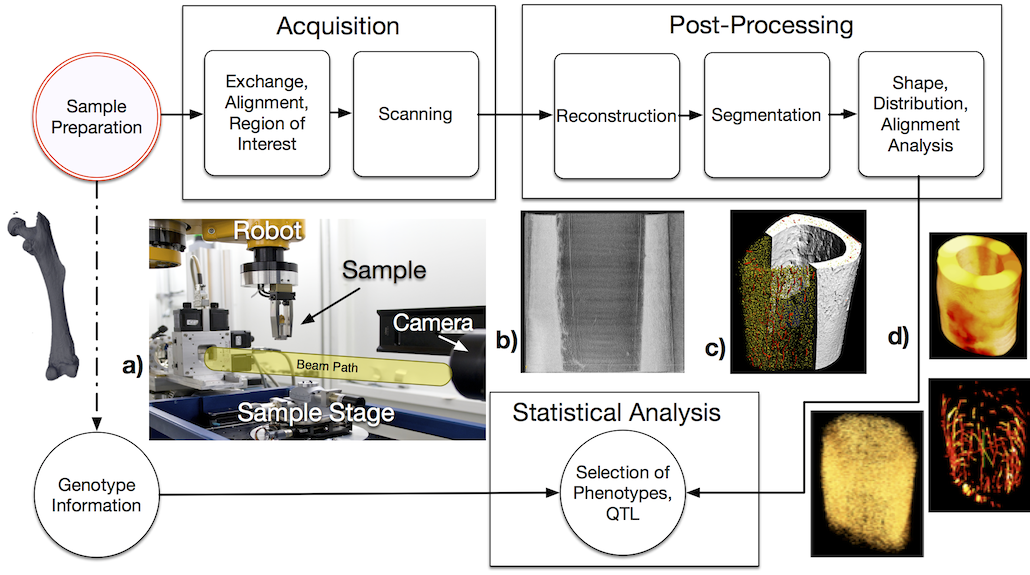 Acquisition
Post-Processing
Sample
Preparation
Exchange,
Alignment,
Region of
Interest
Scanning
Reconstruction
Segmentation
Shape,
Distribution,
Alignment
Analysis
Robot
Sample
Camera
Beam Path
Sample Stage
a)
b)
c)
d)
Statistical Analysis
Genotype
Information
Selection of
Phenotypes,
QTL